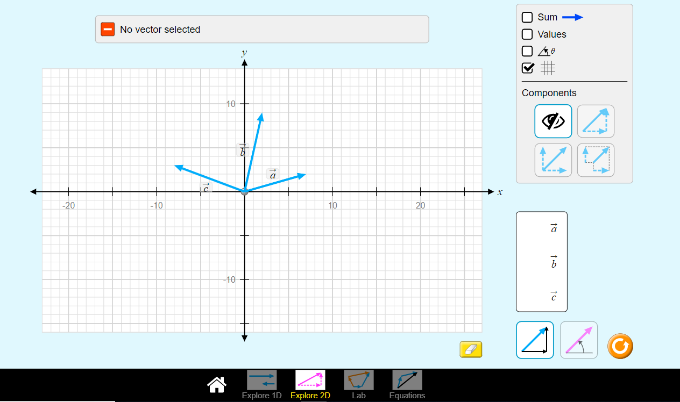 No vector selected
Sum
Values
θ
Components
y
10
b
a
c
x
-20
-10
10
20
-10
a
b
c
Explore 1D
Explore 2D
Lab
Equations